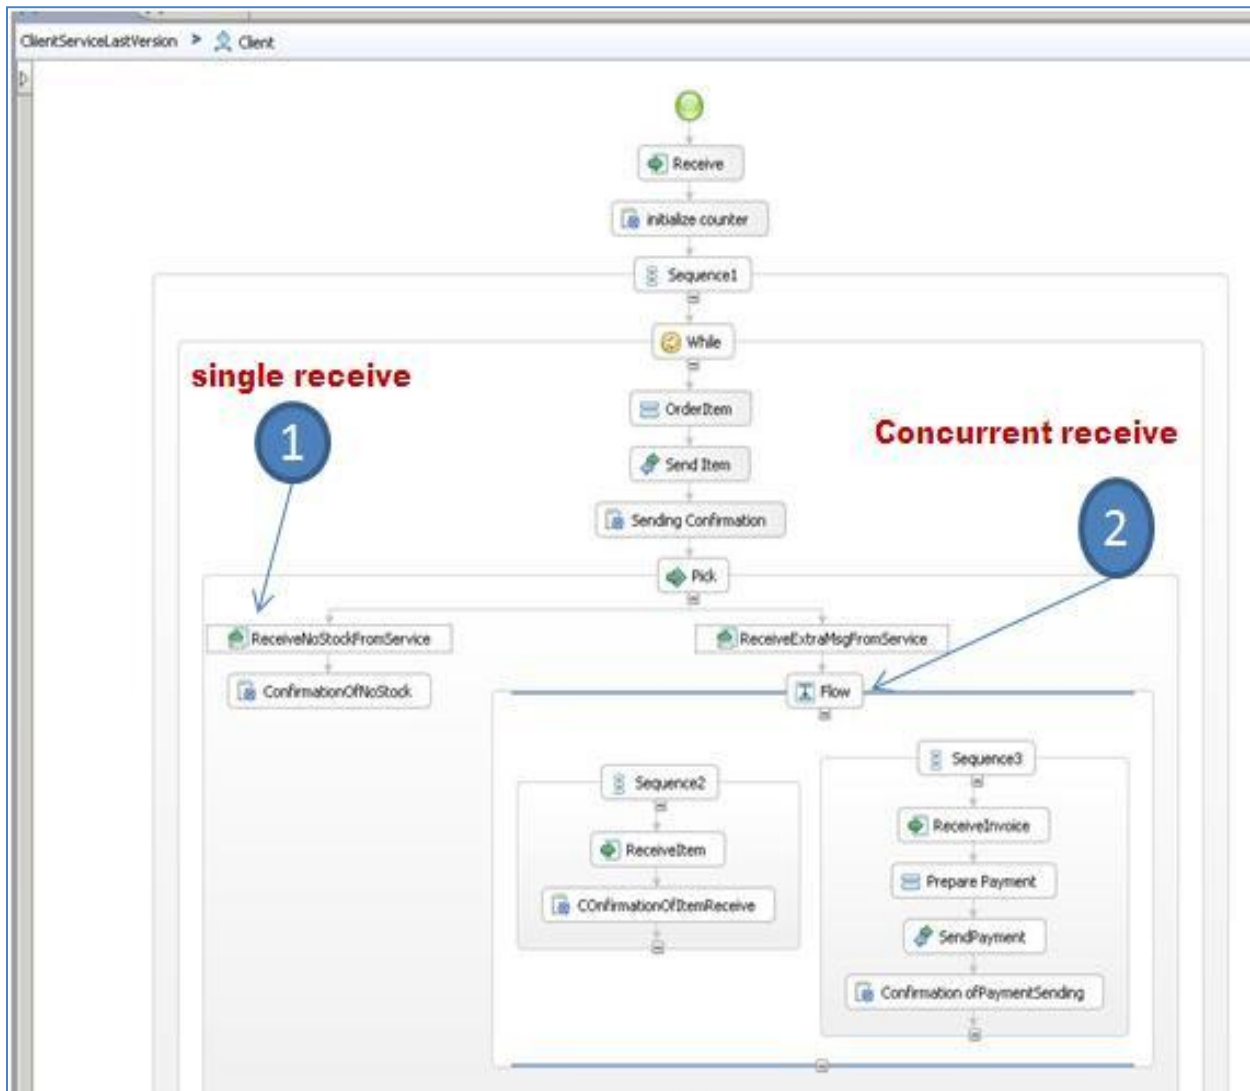 ClientServiceLastVersion > Client
Receive
initialize counter
Sequence1
While
single receive
1
OrderItem
Concurrent receive
Send Item
2
Sending Confirmation
Pick
ReceiveNoStockFromService
ReceiveExtraMsgFromService
ConfirmationOfNoStock
Flow
Sequence3
Sequence2
ReceiveInvoice
ReceiveItem
Prepare Payment
COnfirmationOfItemReceive
SendPayment
Confirmation ofPaymentSending